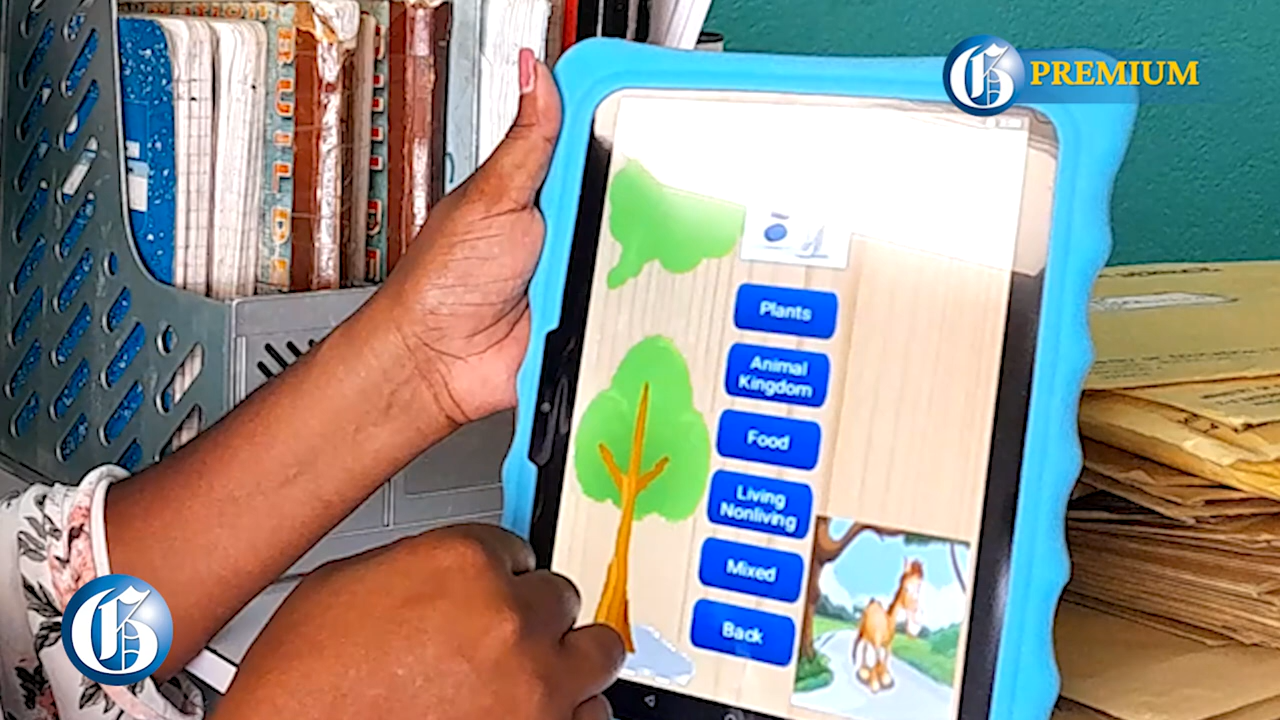 G PREMIUM
Plants
Animal
Kingdom
Food
Living
Nonliving
Mixed
Back
G